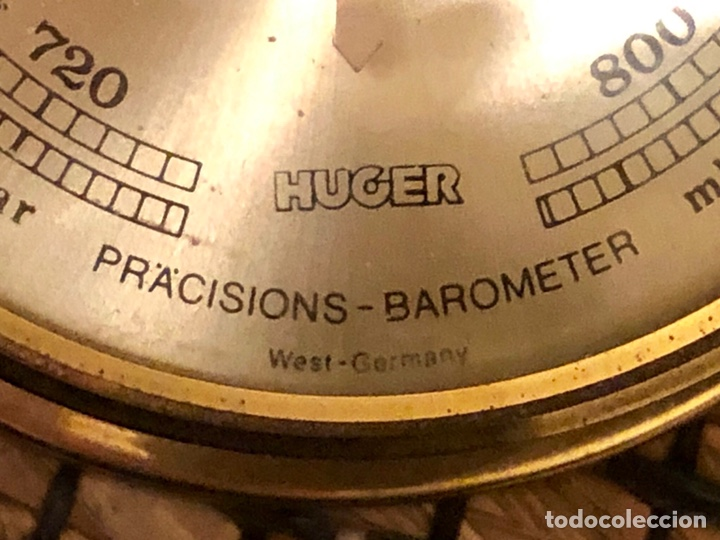 720
800
HUGER
PRÄCISIONS-BAROMETER
West-Germany
todocoleccion